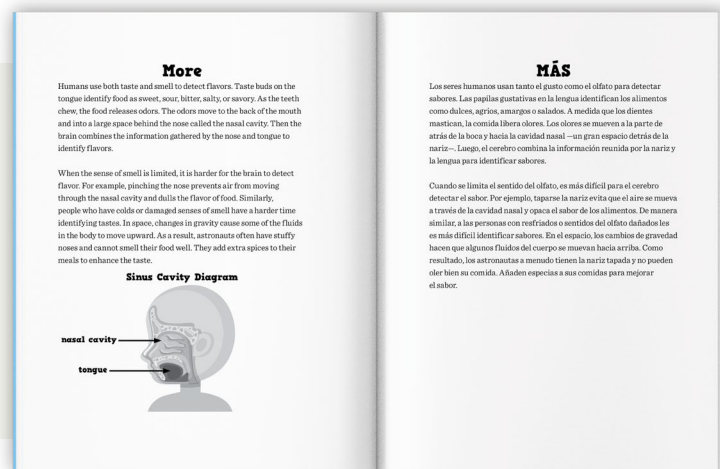 More
Humans use both taste and smell to detect flavors. Taste buds on the
tongue identify food as sweet, sour, bitter, salty, or savory. As the teeth
chew, the food releases odors. The odors move to the back of the mouth
and into a large space behind the nose called the nasal cavity. Then the
brain combines the information gathered by the nose and tongue to
identify flavors.
When the sense of smell is limited, it is harder for the brain to detect
flavor. For example, pinching the nose prevents air from moving
through the nasal cavity and dulls the flavor of food. Similarly,
people who have colds or damaged senses of smell have a harder time
identifying tastes. In space, changes in gravity cause some of the fluids
in the body to move upward. As a result, astronauts often have stuffy
noses and cannot smell their food well. They add extra spices to their
meals to enhance the taste.
Sinus Cavity Diagram
nasal cavity
tongue
MÁS
Los seres humanos usan tanto el gusto como el olfato para detectar
sabores. Las papilas gustativas en la lengua identifican los alimentos
como dulces, agrios, amargos o salados. A medida que los dientes
mastican, la comida libera olores. Los olores se mueven a la parte de
atrás de la boca y hacia la cavidad nasal —un gran espacio detrás de la
nariz—. Luego, el cerebro combina la información reunida por la nariz y
la lengua para identificar sabores.
Cuando se limita el sentido del olfato, es más difícil para el cerebro
detectar el sabor. Por ejemplo, taparse la nariz evita que el aire se mueva
a través de la cavidad nasal y opaca el sabor de los alimentos. De manera
similar, a las personas con resfriados o sentidos del olfato dañados les
es más difícil identificar sabores. En el espacio, los cambios de gravedad
hacen que algunos fluidos del cuerpo se muevan hacia arriba. Como
resultado, los astronautas a menudo tienen la nariz tapada y no pueden
oler bien su comida. Añaden especias a sus comidas para mejorar
el sabor.